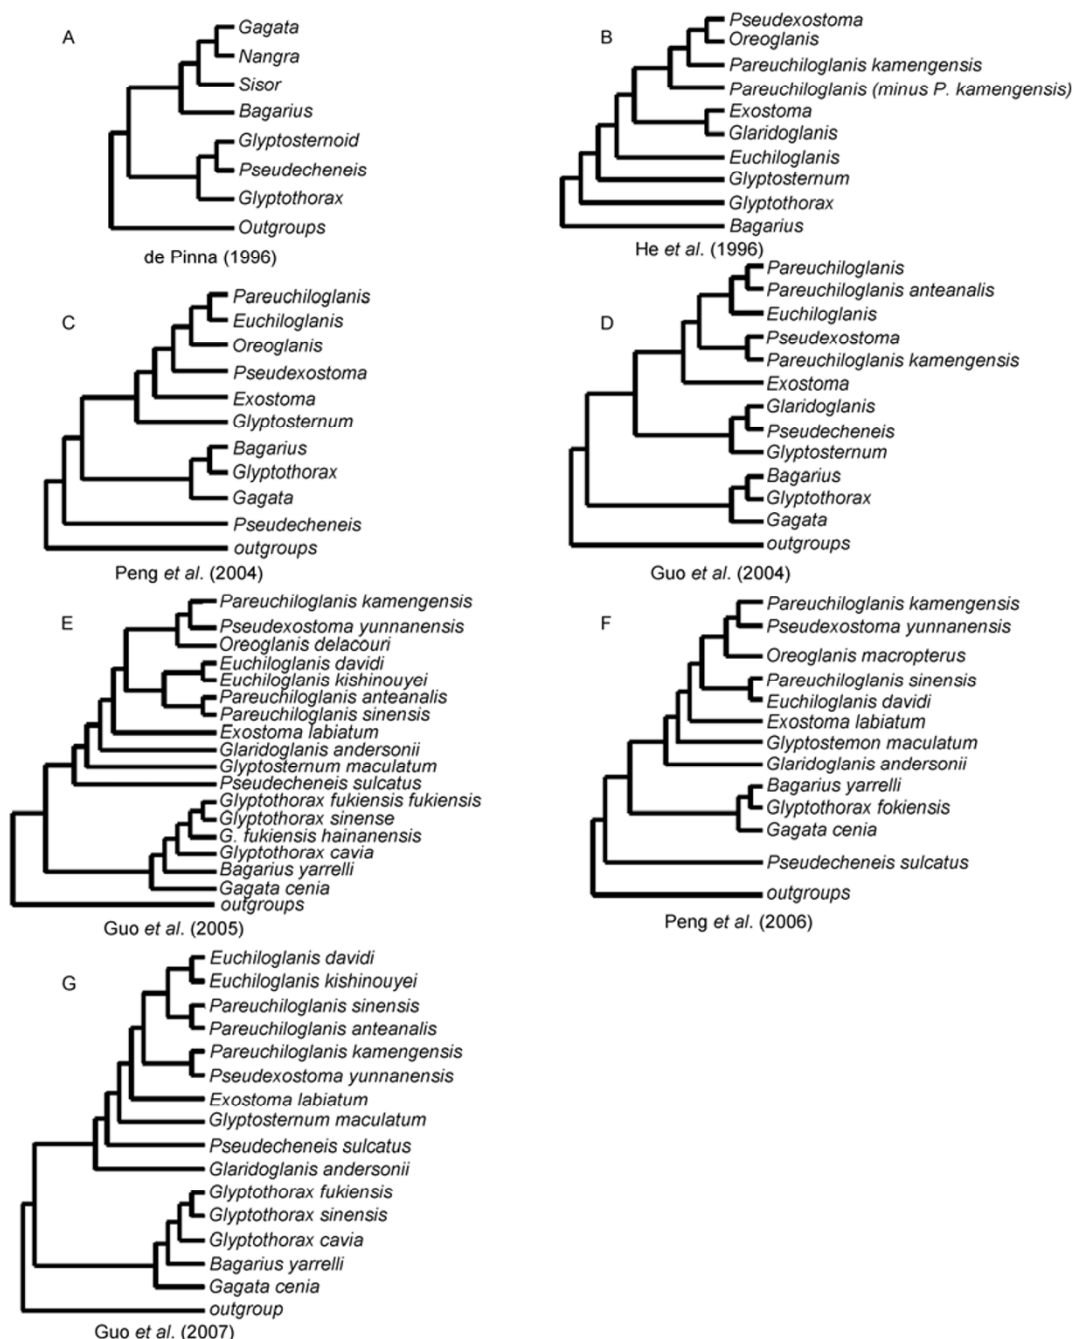 A
Gagata
Nangra
Sisor
Bagarius
Glyptosternoid
Pseudecheneis
Glyptothorax
Outgroups
de Pinna (1996)
B
Pseudexostoma
Oreoglanis
Pareuchiloglanis kamengensis
Pareuchiloglanis (minus P. kamengensis)
Exostoma
Glaridoglanis
Euchiloglanis
Glyptosternum
Glyptothorax
Bagarius
He et al. (1996)
C
Pareuchiloglanis
Euchiloglanis
Oreoglanis
Pseudexostoma
Exostoma
Glyptosternum
Bagarius
Glyptothorax
Gagata
Pseudecheneis
outgroups
Peng et al. (2004)
D
Pareuchiloglanis
Pareuchiloglanis anteanalis
Euchiloglanis
Pseudexostoma
Pareuchiloglanis kamengensis
Exostoma
Glaridoglanis
Pseudecheneis
Glyptosternum
Bagarius
Glyptothorax
Gagata
outgroups
Guo et al. (2004)
E
Pareuchiloglanis kamengensis
Pseudexostoma yunnanensis
Oreoglanis delacouri
Euchiloglanis davidi
Euchiloglanis kishinouyei
Pareuchiloglanis anteanalis
Pareuchiloglanis sinensis
Exostoma labiatum
Glaridoglanis andersonii
Glyptosternum maculatum
Pseudecheneis sulcatus
Glyptothorax fukiensis fukiensis
Glyptothorax sinense
G. fukiensis hainanensis
Glyptothorax cavia
Bagarius yarrelli
Gagata cenia
outgroups
Guo et al. (2005)
F
Pareuchiloglanis kamengensis
Pseudexostoma yunnanensis
Oreoglanis macropterus
Pareuchiloglanis sinensis
Euchiloglanis davidi
Exostoma labiatum
Glyptostemon maculatum
Glaridoglanis andersonii
Bagarius yarrelli
Glyptothorax fokiensis
Gagata cenia
Pseudecheneis sulcatus
outgroups
Peng et al. (2006)
G
Euchiloglanis davidi
Euchiloglanis kishinouyei
Pareuchiloglanis sinensis
Pareuchiloglanis anteanalis
Pareuchiloglanis kamengensis
Pseudexostoma yunnanensis
Exostoma labiatum
Glyptosternum maculatum
Pseudecheneis sulcatus
Glaridoglanis andersonii
Glyptothorax fukiensis
Glyptothorax sinensis
Glyptothorax cavia
Bagarius yarrelli
Gagata cenia
outgroup
Guo et al. (2007)